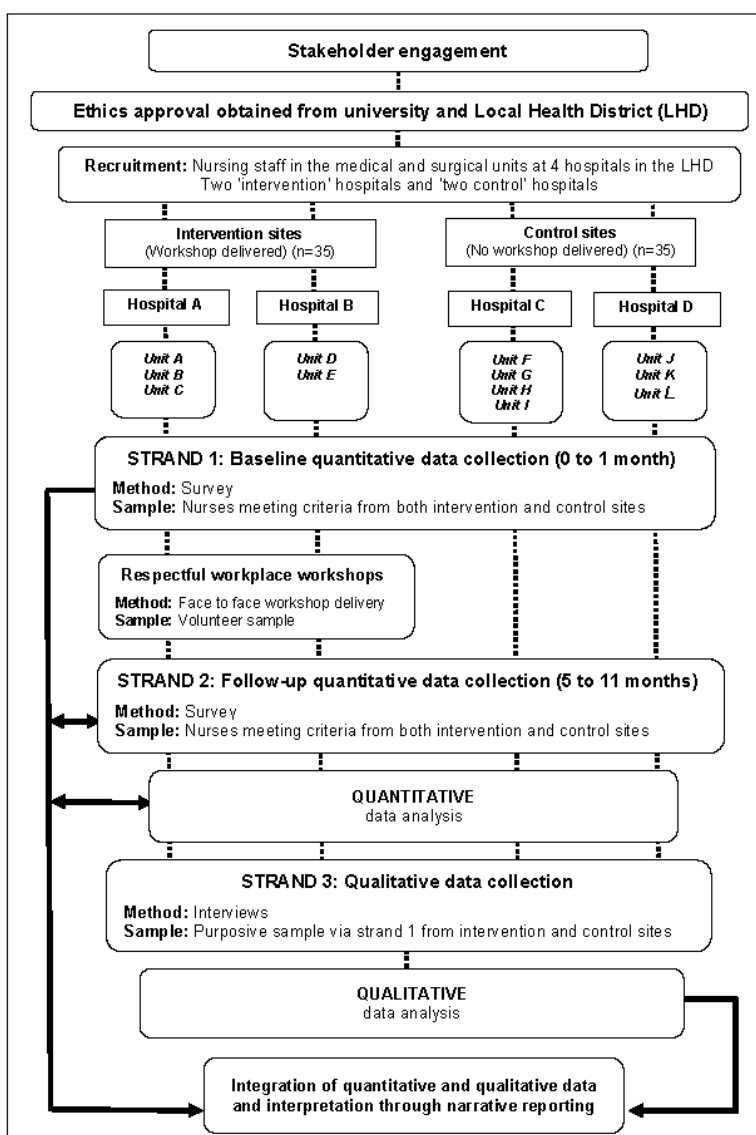 Stakeholder engagement
Ethics approval obtained from university and Local Health District (LHD)
Recruitment: Nursing staff in the medical and surgical units at 4 hospitals in the LHD
Two 'intervention' hospitals and 'two control' hospitals
Intervention sites
(Workshop delivered) (n=35)
Control sites
(No workshop delivered) (n=35)
Hospital A
Hospital B
Hospital C
Hospital D
Unit A
Unit B
Unit C
Unit D
Unit E
Unit F
Unit G
Unit H
Unit I
Unit J
Unit K
Unit L
STRAND 1: Baseline quantitative data collection (0 to 1 month)
Method: Survey
Sample: Nurses meeting criteria from both intervention and control sites
Respectful workplace workshops
Method: Face to face workshop delivery
Sample: Volunteer sample
STRAND 2: Follow-up quantitative data collection (5 to 11 months)
Method: Survey
Sample: Nurses meeting criteria from both intervention and control sites
QUANTITATIVE
data analysis
STRAND 3: Qualitative data collection
Method: Interviews
Sample: Purposive sample via strand 1 from intervention and control sites
QUALITATIVE
data analysis
Integration of quantitative and qualitative data
and interpretation through narrative reporting